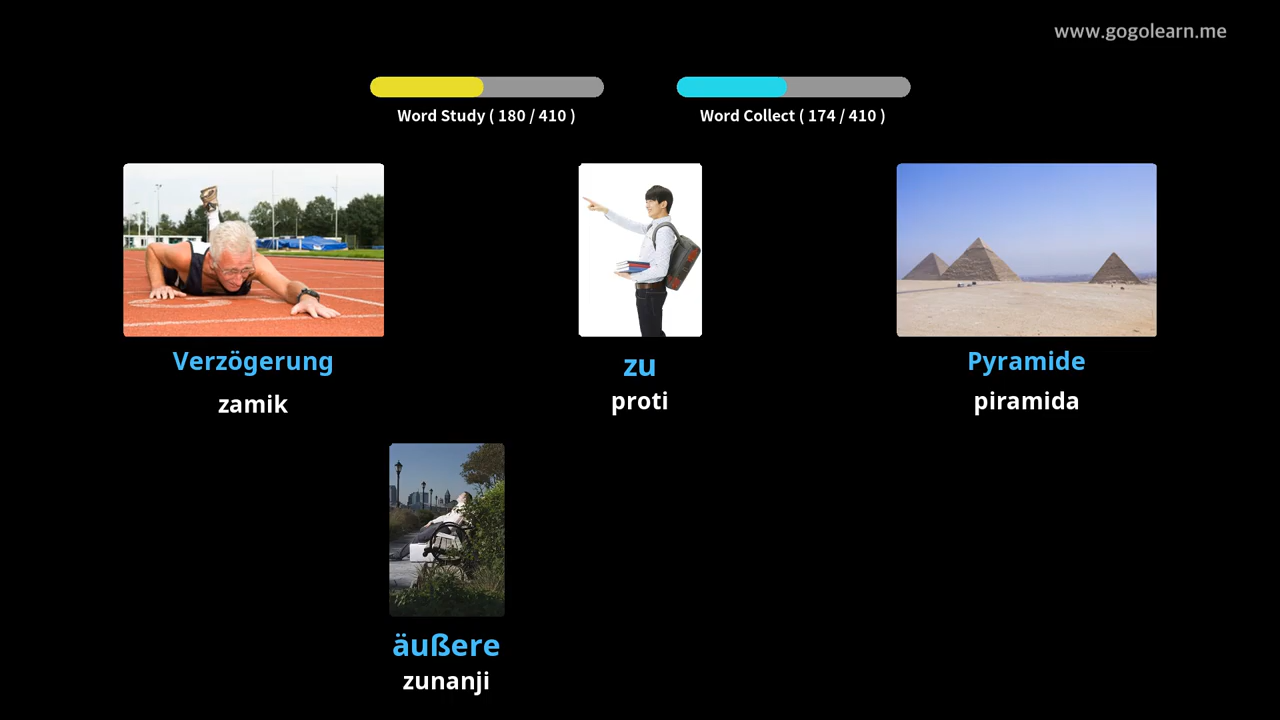 www.gogolearn.me
Word Study ( 180 / 410 )
Word Collect ( 174 / 410 )
Verzögerung
zamik
zu
proti
Pyramide
piramida
äußere
zunanji